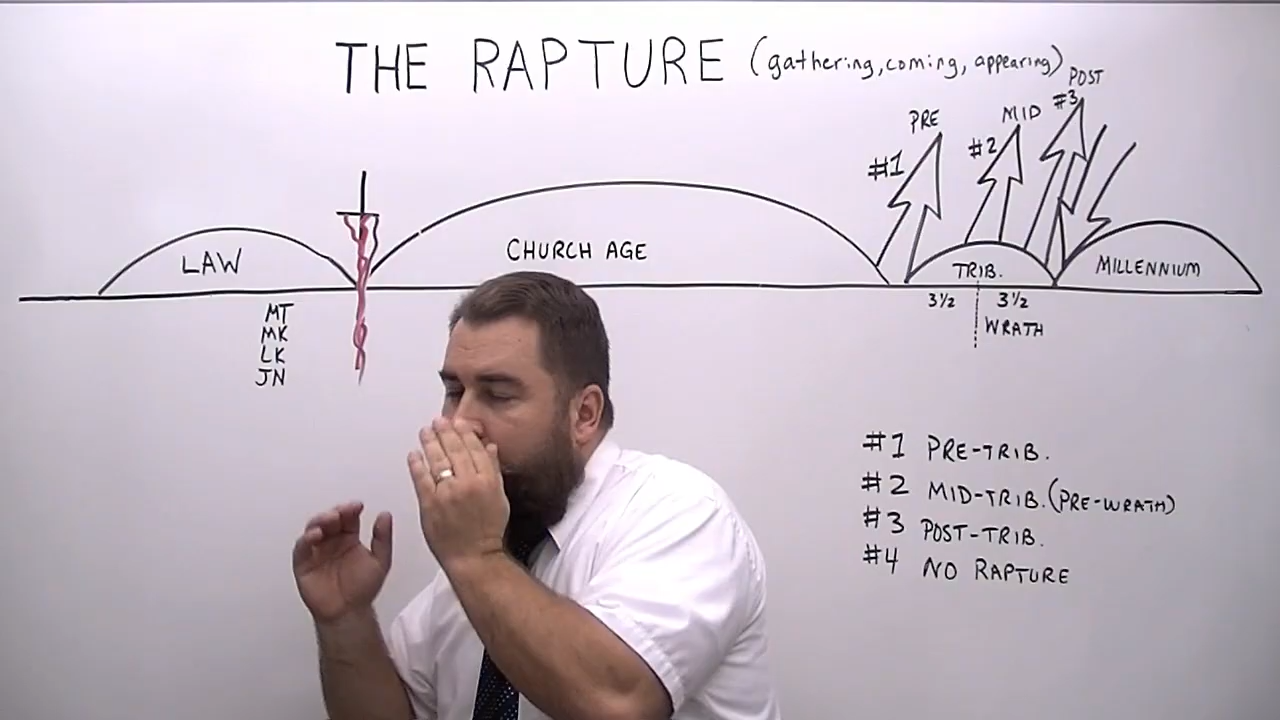 THE RAPTURE (gathering, coming, appearing)
POST
#3
PRE
MID
#2
#1
LAW
CHURCH AGE
TRIB.
MILLENNIUM
3½ 3½
WRATH
MT
MK
LK
JN
#1 PRE-TRIB.
#2 MID-TRIB. (PRE-WRATH)
#3 POST-TRIB.
#4 NO RAPTURE